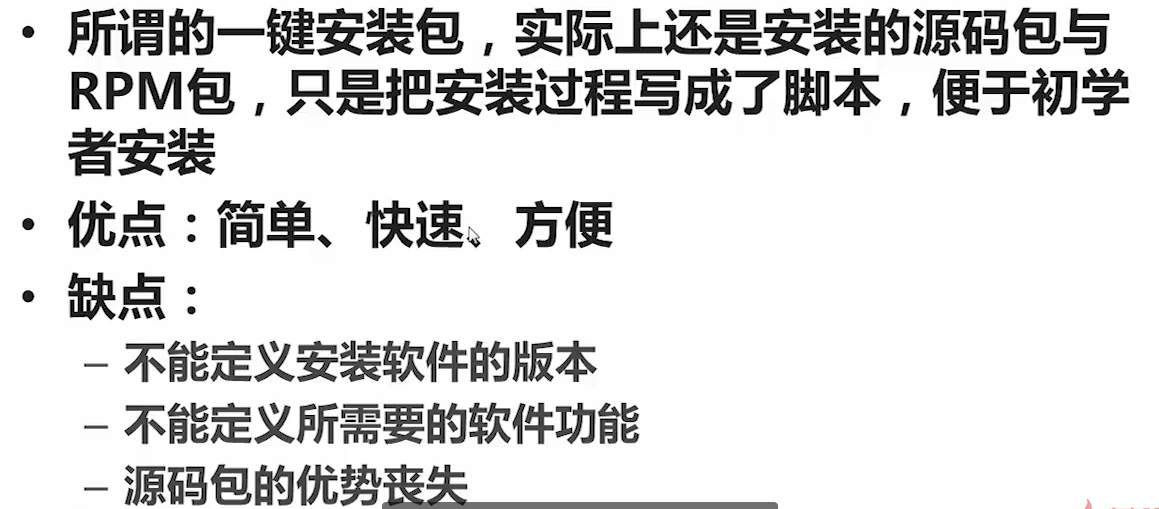 • 所谓的一键安装包，实际上还是安装的源码包与
RPM包，只是把安装过程写成了脚本，便于初学
者安装
• 优点：简单、快速、方便
• 缺点：
– 不能定义安装软件的版本
– 不能定义所需要的软件功能
– 源码包的优势丧失